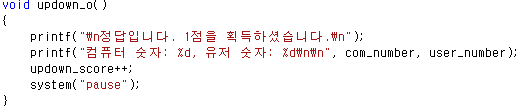 void updown_o()
{
printf("₩n정답입니다. 1점을 획득하셨습니다.₩n");
printf("컴퓨터 숫자: %d, 유저 숫자: %d₩n₩n", com_number, user_number);
updown_score++;
system("pause");
}